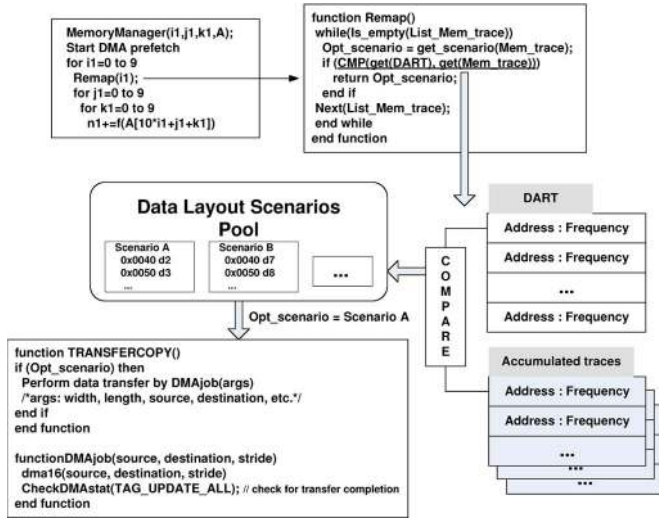 MemoryManager(i1,j1,k1,A);
Start DMA prefetch
for i1=0 to 9
Remap(i1);
for j1=0 to 9
for k1=0 to 9
n1+=f(A[10*i1+j1+k1])
function Remap()
while(Is_empty(List_Mem_trace))
Opt_scenario = get_scenario(Mem_trace);
if (CMP(get(DART), get(Mem_trace)))
return Opt_scenario;
end if
Next(List_Mem_trace);
end while
end function
Data Layout Scenarios
Pool
Scenario A
0x0040 d2
0x0050 d3
...
Scenario B
0x0040 d7
0x0050 d8
...
...
COMPARE
DART
Address : Frequency
Address : Frequency
...
Address : Frequency
Accumulated traces
Address : Frequency
Address : Frequency
...
...
...
Opt_scenario = Scenario A
function TRANSFERCOPY()
if (Opt_scenario) then
Perform data transfer by DMAjob(args)
/*args: width, length, source, destination, etc.*/
end if
end function
functionDMAjob(source, destination, stride)
dma16(source, destination, stride)
CheckDMAstat(TAG_UPDATE_ALL); // check for transfer completion
end function